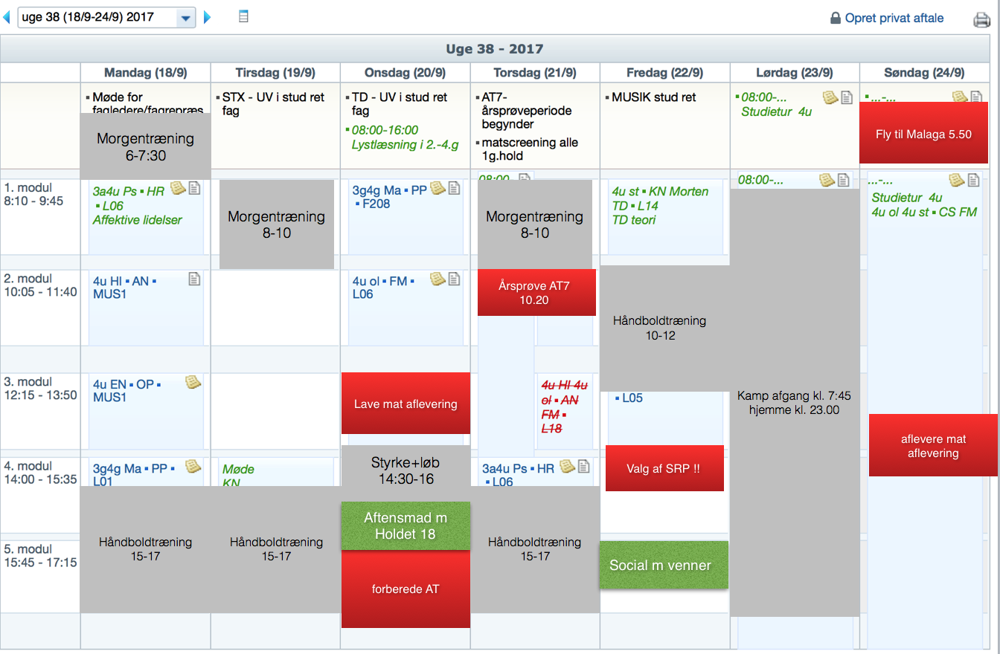 uge 38 (18/9-24/9) 2017
Opret privat aftale
Uge 38 - 2017
Mandag (18/9)
Tirsdag (19/9)
Onsdag (20/9)
Torsdag (21/9)
Fredag (22/9)
Lørdag (23/9)
Søndag (24/9)
▪ Møde for
fagledere/fagrepræs
Morgentræning
6-7:30
▪ STX - UV i stud ret
fag
▪ TD - UV i stud ret
fag
▪ 08:00-16:00
Lystlæsning i 2.-4.g
▪ AT7-
årsprøveperiode
begynder
▪ matscreening alle
1g.hold
▪ MUSIK stud ret
▪ 08:00-...
Studietur 4u
▪ ...-...
Fly til Malaga 5.50
1. modul
8:10 - 9:45
3a4u Ps ▪ HR
▪ L06
Affektive lidelser
Morgentræning
8-10
3g4g Ma ▪ PP
▪ F208
08:00
Morgentræning
8-10
4u st ▪ KN Morten
TD ▪ L14
TD teori
08:00-...
...-...
Studietur 4u
4u ol 4u st ▪ CS FM
2. modul
10:05 - 11:40
4u HI ▪ AN ▪
MUS1
4u ol ▪ FM ▪
L06
Årsprøve AT7
10.20
Håndboldtræning
10-12
3. modul
12:15 - 13:50
4u EN ▪ OP ▪
MUS1
Lave mat aflevering
4u HI 4u
ol ▪ AN
FM ▪
L18
▪ L05
Kamp afgang kl. 7:45
hjemme kl. 23.00
aflevere mat
aflevering
4. modul
14:00 - 15:35
3g4g Ma ▪ PP ▪
L01
Møde
KN
Styrke+løb
14:30-16
3a4u Ps ▪ HR
▪ L06
Valg af SRP !!
Håndboldtræning
15-17
Håndboldtræning
15-17
Aftensmad m
Holdet 18
Håndboldtræning
15-17
5. modul
15:45 - 17:15
forberede AT
Social m venner